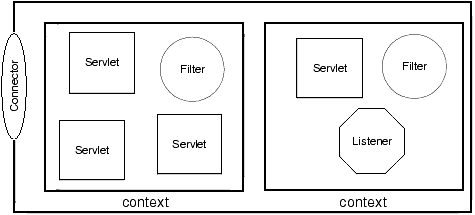 Connector
Servlet
Filter
Servlet
Servlet
context
Servlet
Filter
Listener
context